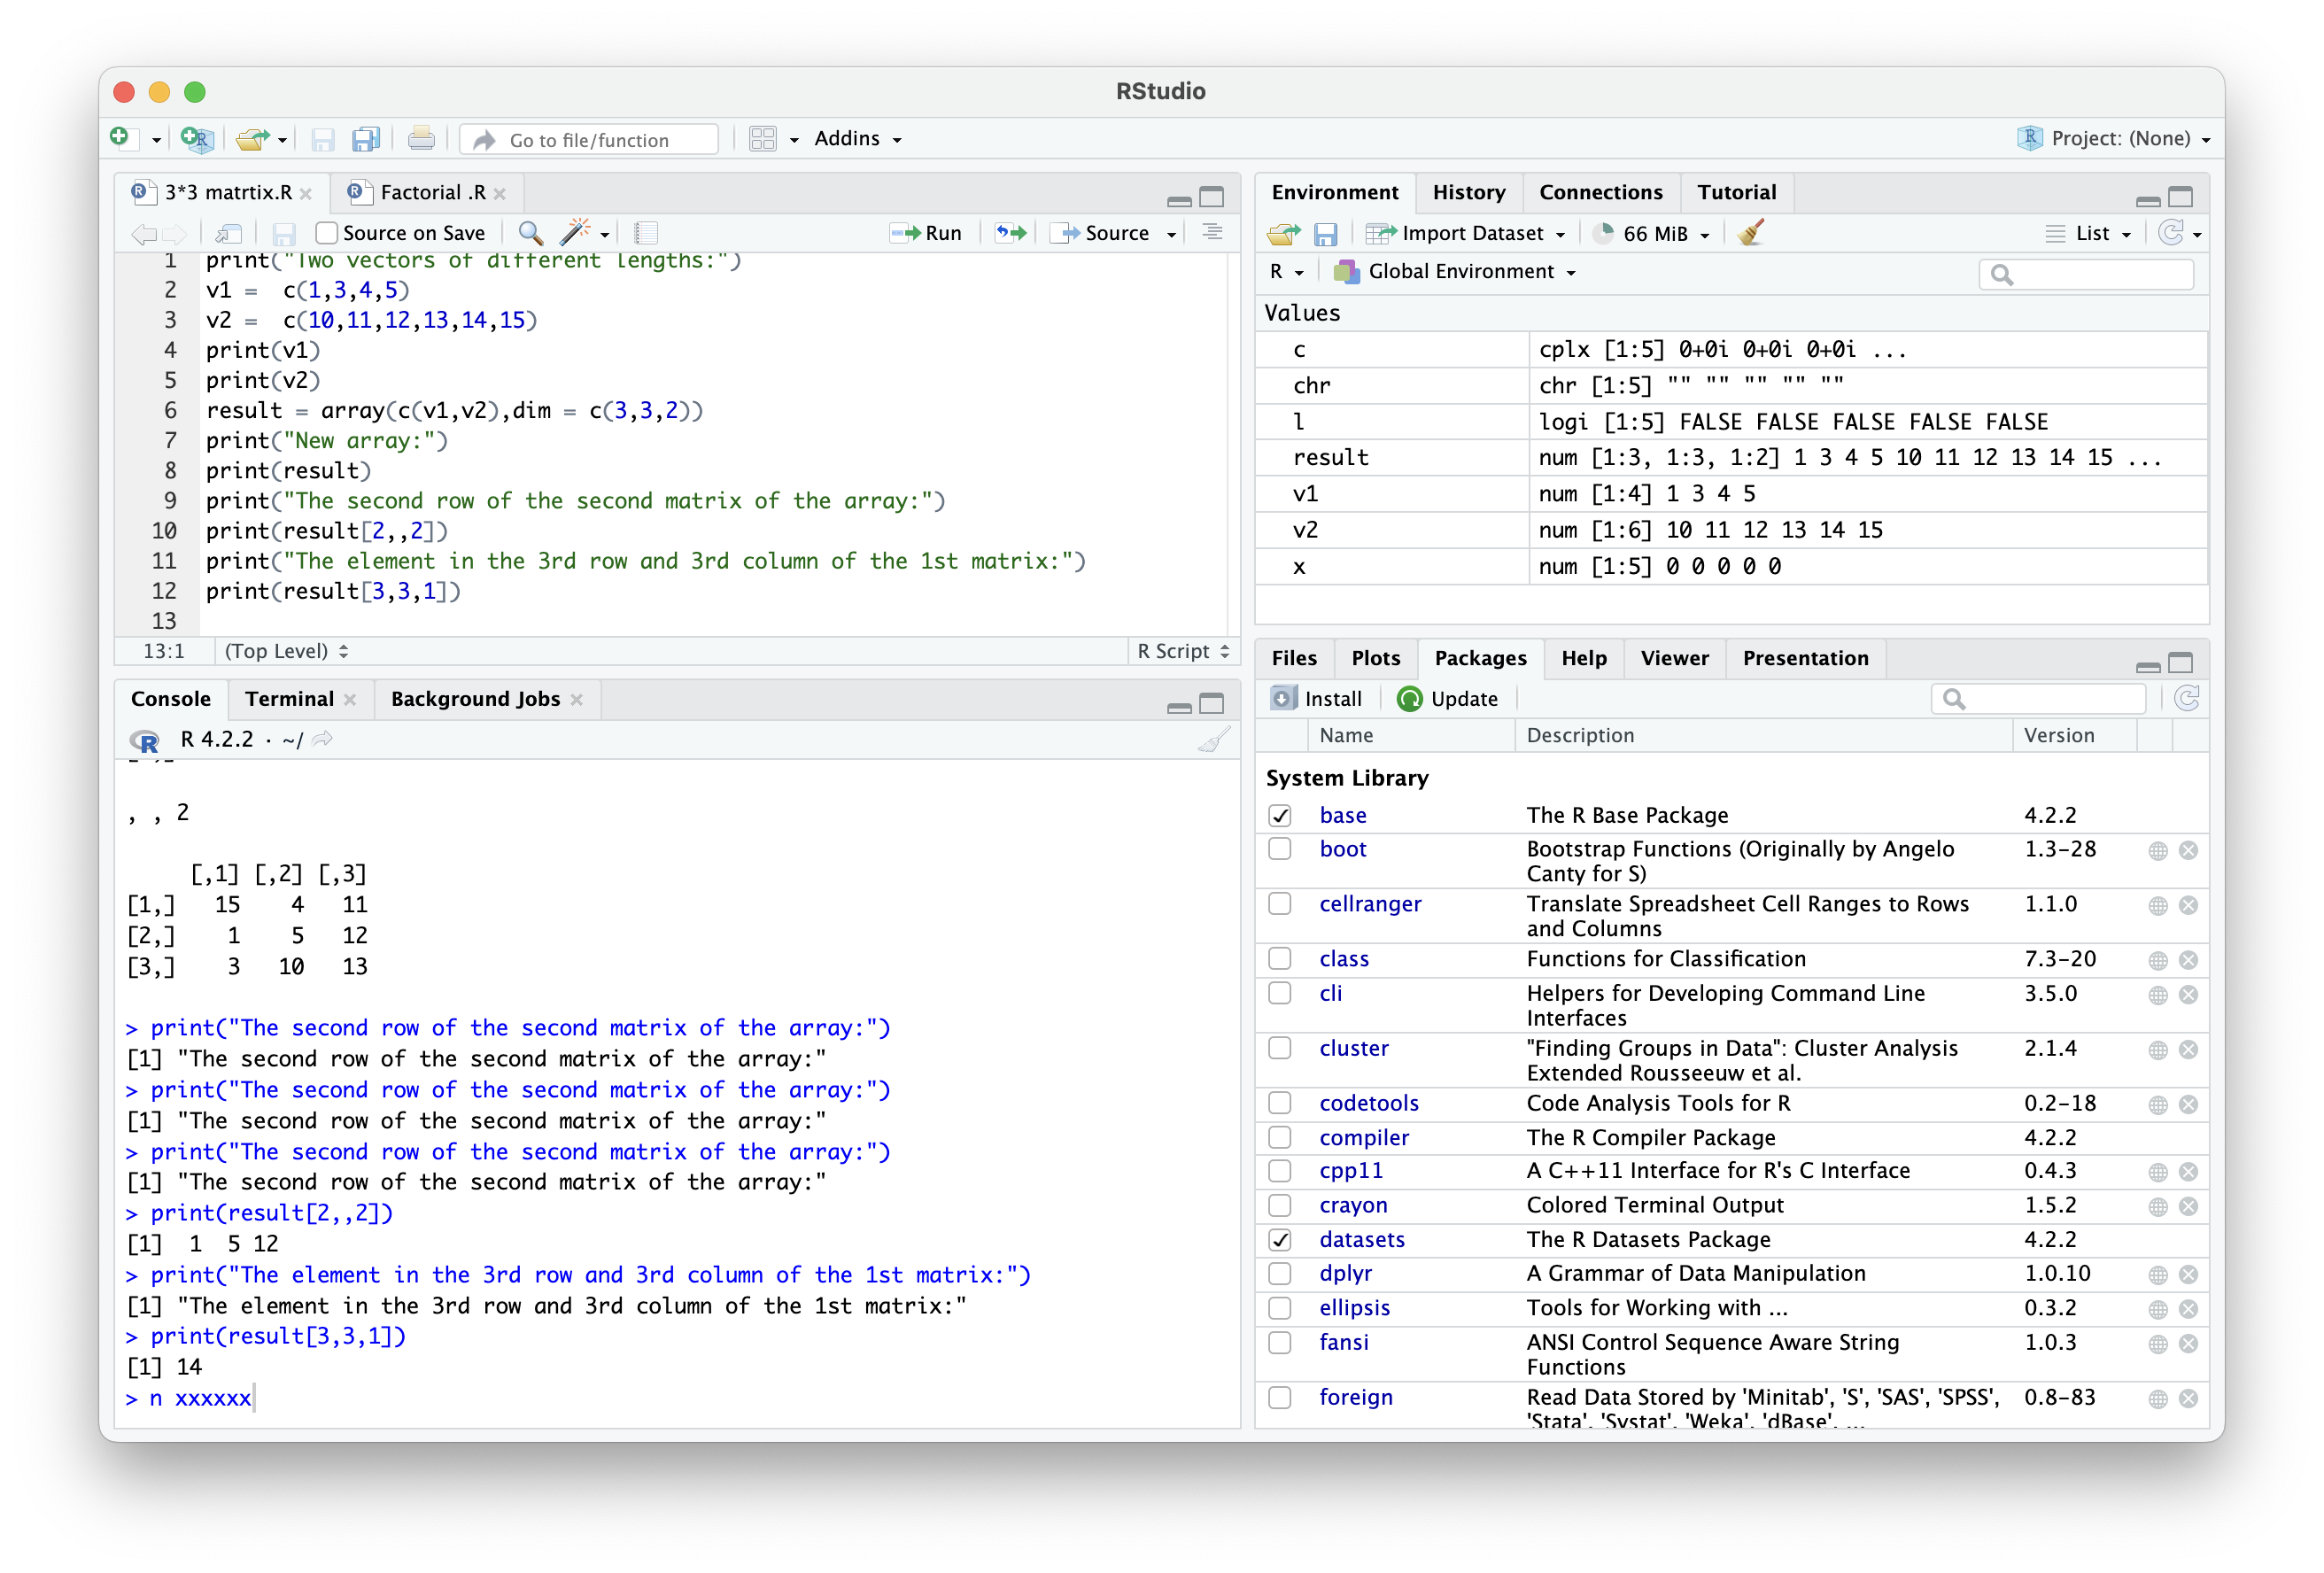 RStudio
Go to file/function
Addins
Project: (None)
3*3 matrtix.R
Factorial .R
Source on Save
Run
Source
1 print("Two vectors of different lengths:")
2 v1 =  c(1,3,4,5)
3 v2 =  c(10,11,12,13,14,15)
4 print(v1)
5 print(v2)
6 result = array(c(v1,v2),dim = c(3,3,2))
7 print("New array:")
8 print(result)
9 print("The second row of the second matrix of the array:")
10 print(result[2,,2])
11 print("The element in the 3rd row and 3rd column of the 1st matrix:")
12 print(result[3,3,1])
13
13:1 (Top Level) R Script
Console Terminal Background Jobs
R 4.2.2 · ~/
, , 2
     [,1] [,2] [,3]
[1,]   15    4   11
[2,]    1    5   12
[3,]    3   10   13
> print("The second row of the second matrix of the array:")
[1] "The second row of the second matrix of the array:"
> print("The second row of the second matrix of the array:")
[1] "The second row of the second matrix of the array:"
> print("The second row of the second matrix of the array:")
[1] "The second row of the second matrix of the array:"
> print(result[2,,2])
[1]  1  5 12
> print("The element in the 3rd row and 3rd column of the 1st matrix:")
[1] "The element in the 3rd row and 3rd column of the 1st matrix:"
> print(result[3,3,1])
[1] 14
> n xxxxxx
Environment History Connections Tutorial
Import Dataset 66 MiB List
R Global Environment
Values
c cplx [1:5] 0+0i 0+0i 0+0i ...
chr chr [1:5] "" "" "" "" ""
l logi [1:5] FALSE FALSE FALSE FALSE FALSE
result num [1:3, 1:3, 1:2] 1 3 4 5 10 11 12 13 14 15 ...
v1 num [1:4] 1 3 4 5
v2 num [1:6] 10 11 12 13 14 15
x num [1:5] 0 0 0 0 0
Files Plots Packages Help Viewer Presentation
Install Update
Name Description Version
System Library
base The R Base Package 4.2.2
boot Bootstrap Functions (Originally by Angelo 1.3-28
Canty for S)
cellranger Translate Spreadsheet Cell Ranges to Rows 1.1.0
and Columns
class Functions for Classification 7.3-20
cli Helpers for Developing Command Line 3.5.0
Interfaces
cluster "Finding Groups in Data": Cluster Analysis 2.1.4
Extended Rousseeuw et al.
codetools Code Analysis Tools for R 0.2-18
compiler The R Compiler Package 4.2.2
cpp11 A C++11 Interface for R's C Interface 0.4.3
crayon Colored Terminal Output 1.5.2
datasets The R Datasets Package 4.2.2
dplyr A Grammar of Data Manipulation 1.0.10
ellipsis Tools for Working with ... 0.3.2
fansi ANSI Control Sequence Aware String 1.0.3
Functions
foreign Read Data Stored by 'Minitab', 'S', 'SAS', 'SPSS', 0.8-83
'Stata', 'Systat', 'Weka', 'dBase', ...